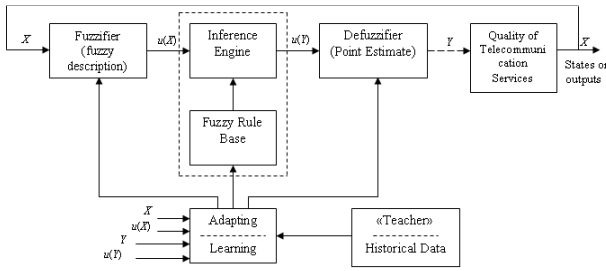 X
Fuzzifier
(fuzzy
description)
u(X)
Inference
Engine
u(Y)
Defuzzifier
(Point Estimate)
Y
Quality of
Telecommuni
cation
Services
X
States or
outputs
Fuzzy Rule
Base
X
u(X)
Y
u(Y)
Adapting
Learning
«Teacher»
Historical Data